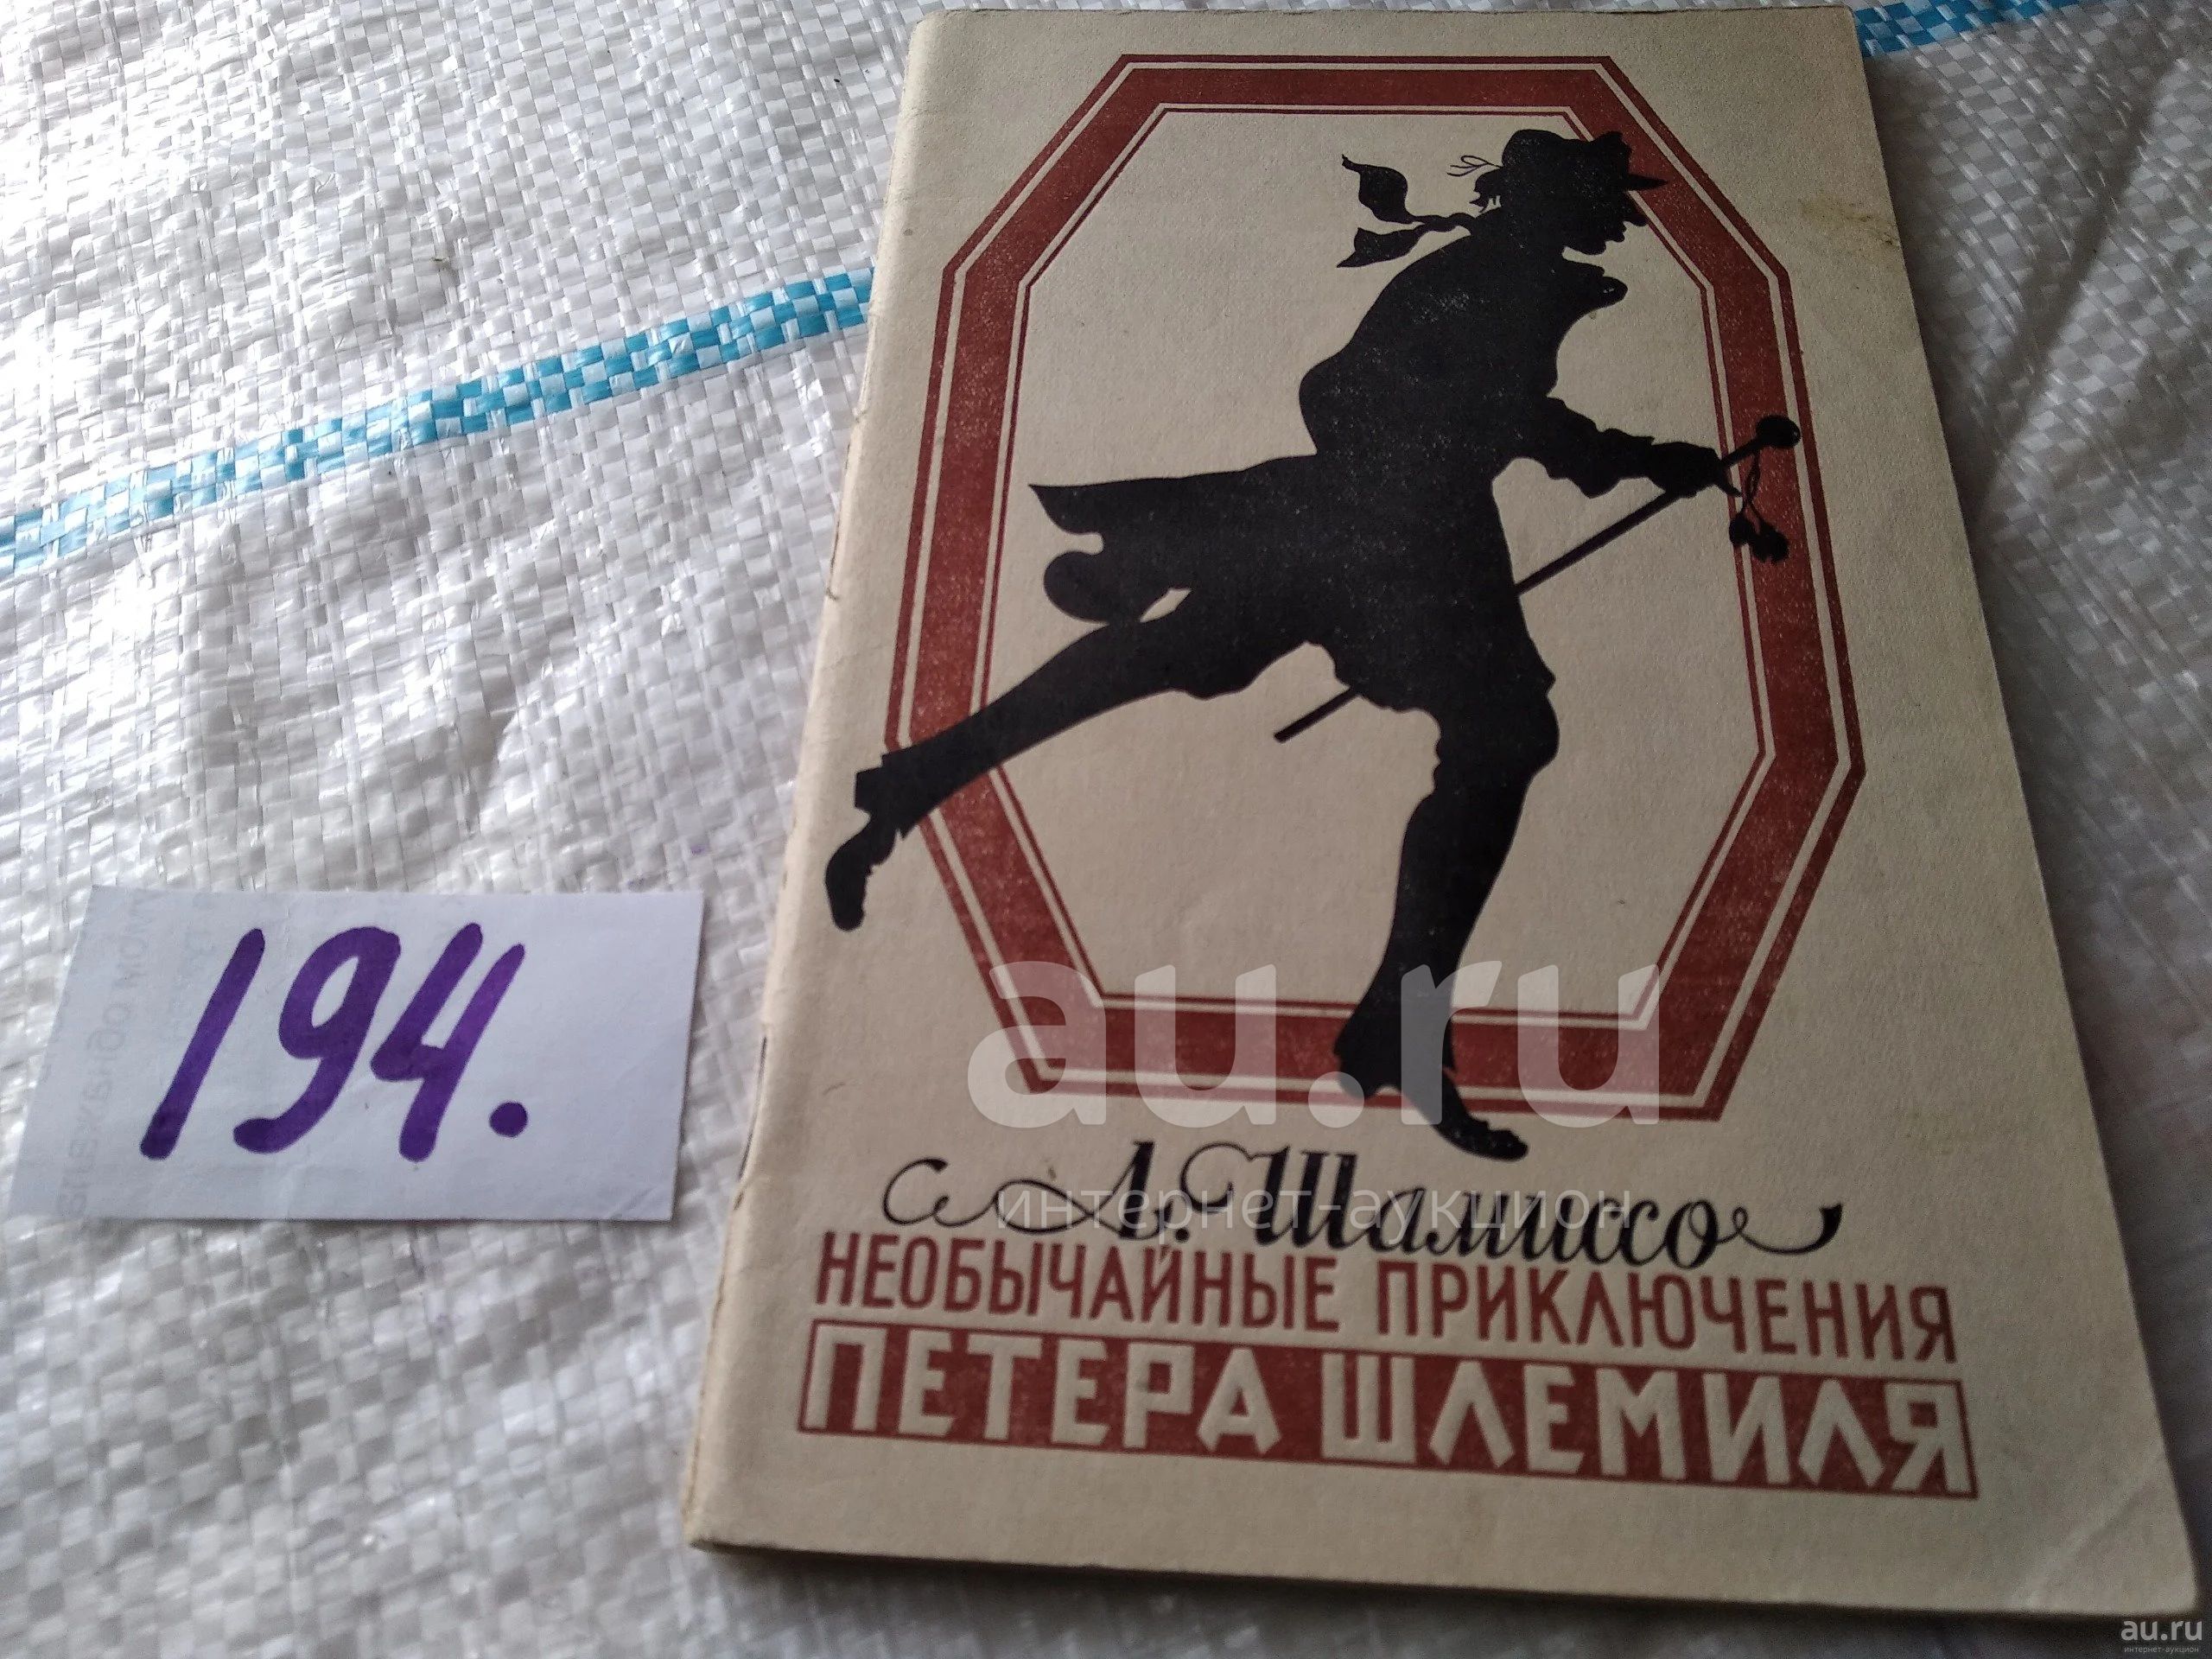 194.
А. Шамиссо
НЕОБЫЧАЙНЫЕ ПРИКЛЮЧЕНИЯ
ПЕТЕРА ШЛЕМИЛЯ
au.ru
интернет-аукцион
au.ru
интернет-аукцион